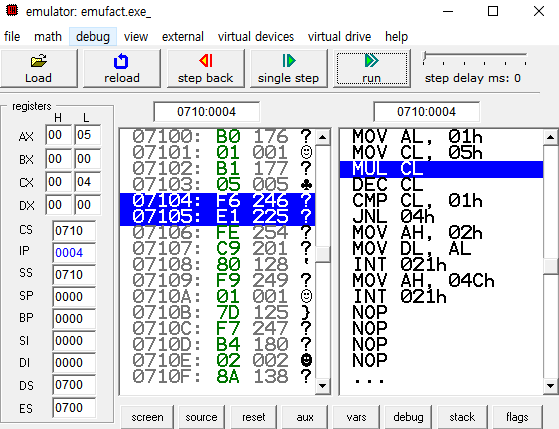 emulator: emufact.exe_
file math debug view external virtual devices virtual drive help
Load reload step back single step run step delay ms: 0
registers
H L
AX 00 05
BX 00 00
CX 00 04
DX 00 00
CS 0710
IP 0004
SS 0710
SP 0000
BP 0000
SI 0000
DI 0000
DS 0700
ES 0700
0710:0004
07100: B0 176 ?
07101: 01 001 ☺
07102: B1 177 ?
07103: 05 005 ♣
07104: F6 246 ?
07105: E1 225 ?
07106: FE 254 ?
07107: C9 201 ?
07108: 80 128 '
07109: F9 249 ?
0710A: 01 001 ☺
0710B: 7D 125 }
0710C: F7 247 ?
0710D: B4 180 ?
0710E: 02 002 ☻
0710F: 8A 138 ?
0710:0004
MOV AL, 01h
MOV CL, 05h
MUL CL
DEC CL
CMP CL, 01h
JNL 04h
MOV AH, 02h
MOV DL, AL
INT 021h
MOV AH, 04Ch
INT 021h
NOP
NOP
NOP
NOP
...
screen source reset aux vars debug stack flags